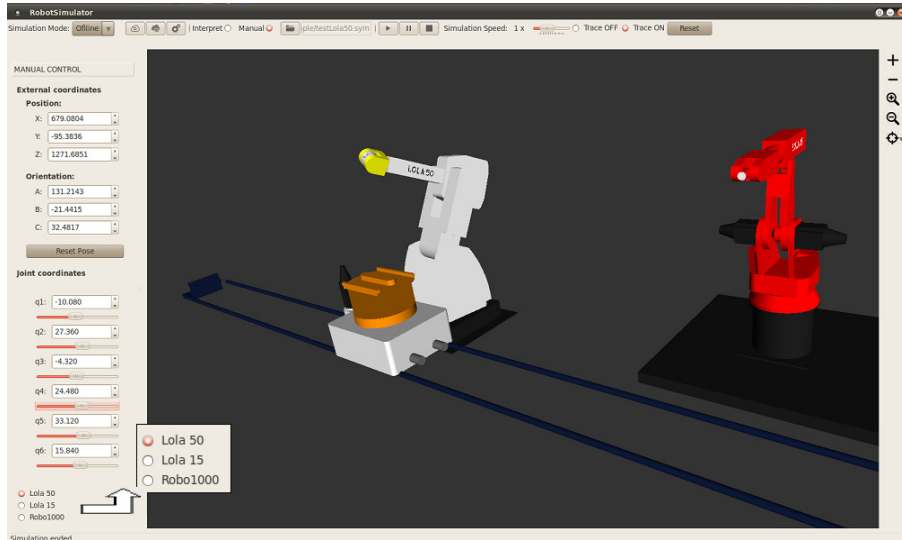 RobotSimulator
Simulation Mode: Offline Interpret Manual ple/testLola50.sym Simulation Speed: 1 x Trace OFF Trace ON Reset
MANUAL CONTROL
External coordinates
Position:
X: 679.0804
Y: -95.3836
Z: 1271.6851
Orientation:
A: 131.2143
B: -21.4415
C: 32.4817
Reset Pose
Joint coordinates
q1: -10.080
q2: 27.360
q3: -4.320
q4: 24.480
q5: 33.120
q6: 15.840
Lola 50
Lola 15
Robo1000
Lola 50
Lola 15
Robo1000
LOLA 50
Simulation ended